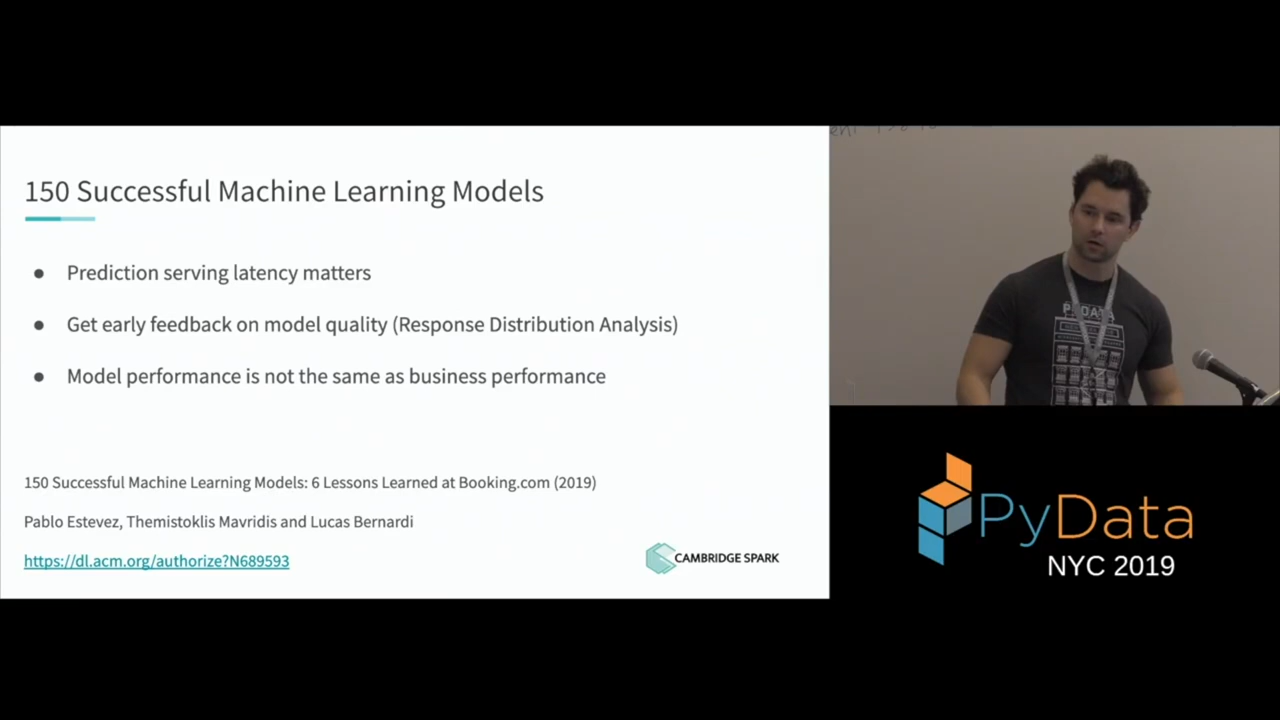 150 Successful Machine Learning Models
● Prediction serving latency matters
● Get early feedback on model quality (Response Distribution Analysis)
● Model performance is not the same as business performance
150 Successful Machine Learning Models: 6 Lessons Learned at Booking.com (2019)
Pablo Estevez, Themistoklis Mavridis and Lucas Bernardi
https://dl.acm.org/authorize?N689593
CAMBRIDGE SPARK
PYDATA
PyData
NYC 2019